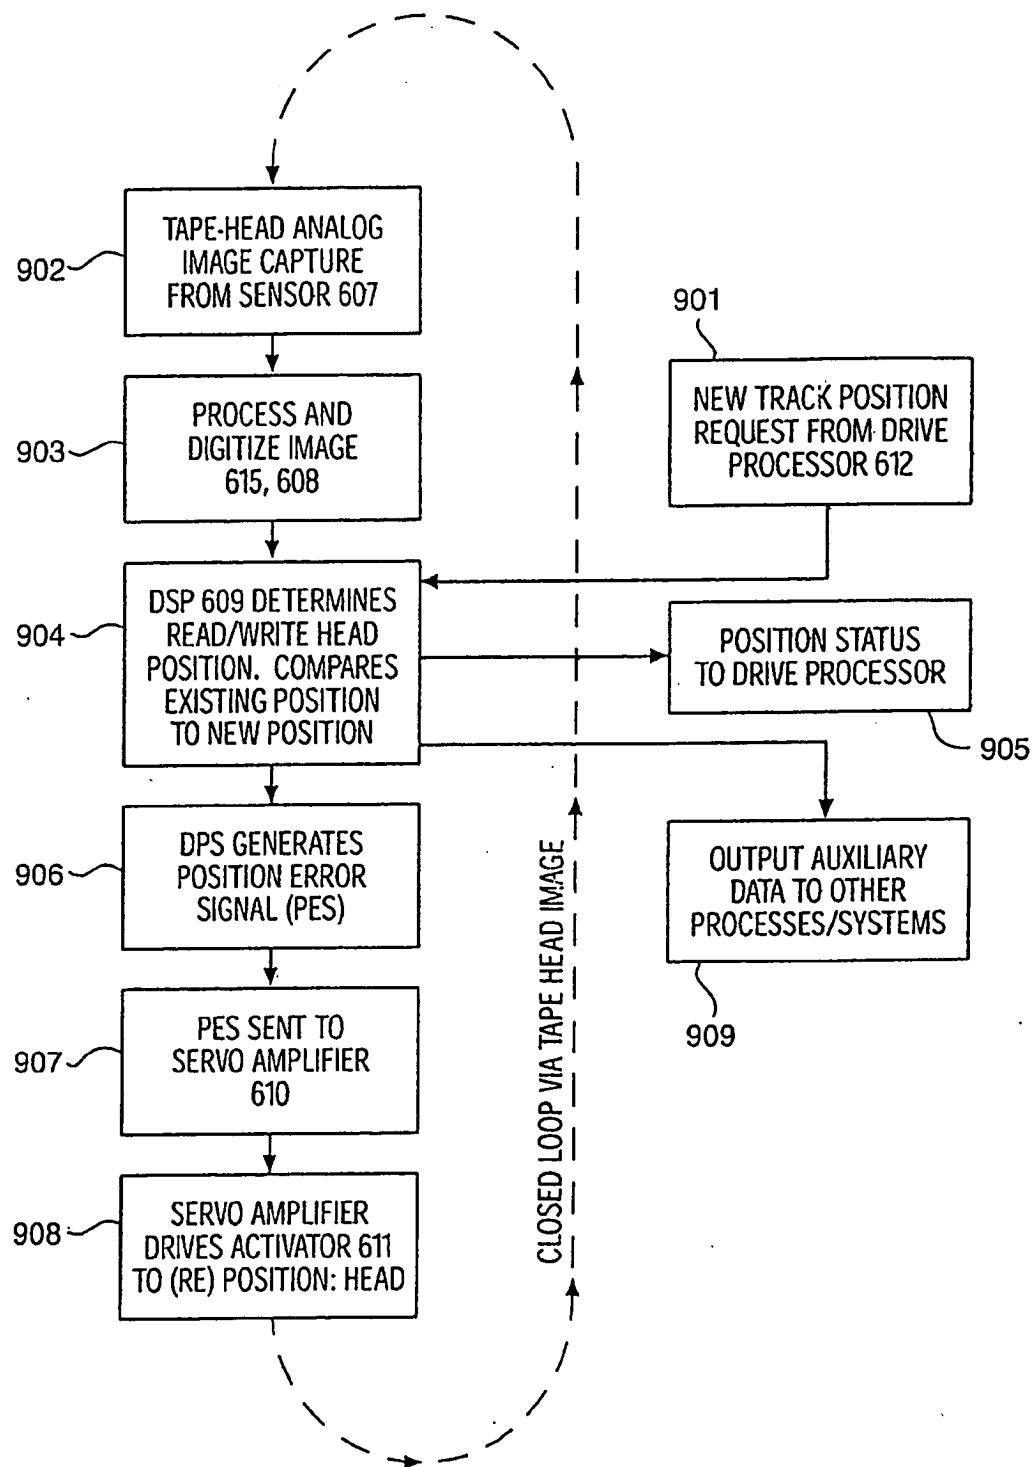 902
TAPE-HEAD ANALOG
IMAGE CAPTURE
FROM SENSOR 607
903
PROCESS AND
DIGITIZE IMAGE
615, 608
901
NEW TRACK POSITION
REQUEST FROM DRIVE
PROCESSOR 612
904
DSP 609 DETERMINES
READ/WRITE HEAD
POSITION. COMPARES
EXISTING POSITION
TO NEW POSITION
POSITION STATUS
TO DRIVE PROCESSOR
905
906
DPS GENERATES
POSITION ERROR
SIGNAL (PES)
OUTPUT AUXILIARY
DATA TO OTHER
PROCESSES/SYSTEMS
909
907
PES SENT TO
SERVO AMPLIFIER
610
908
SERVO AMPLIFIER
DRIVES ACTIVATOR 611
TO (RE) POSITION: HEAD
CLOSED LOOP VIA TAPE HEAD IMAGE